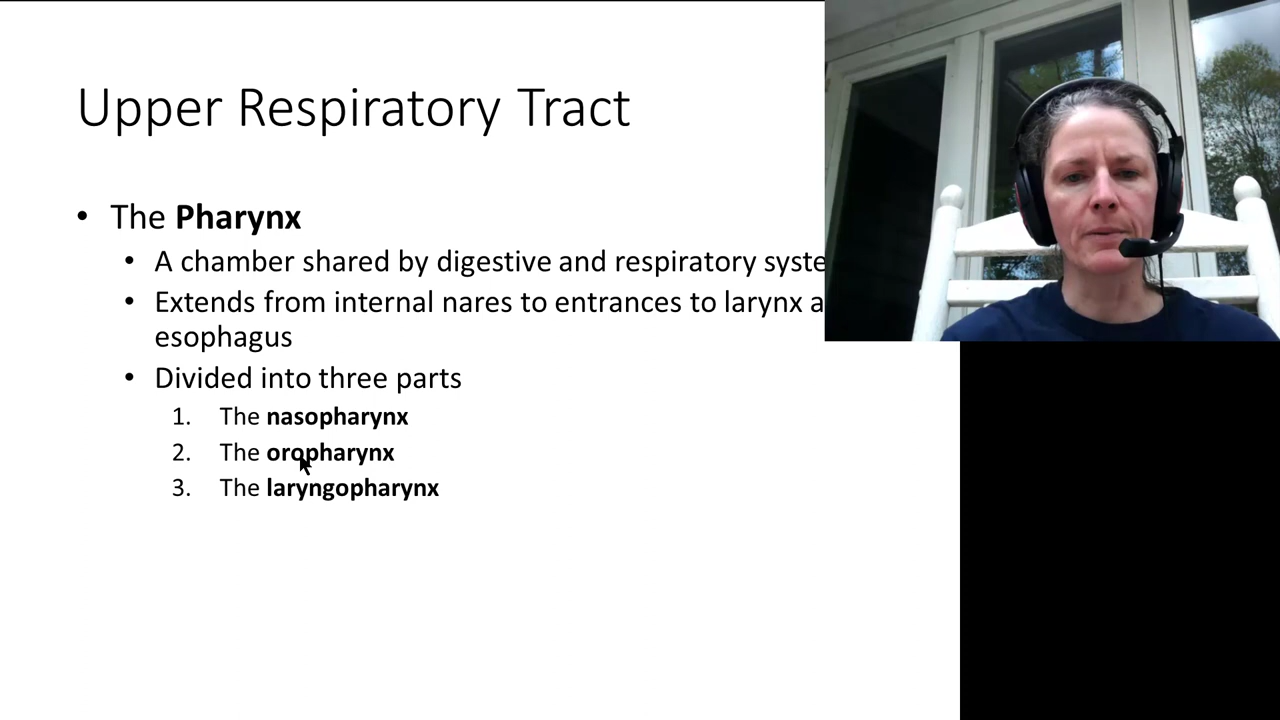 Upper Respiratory Tract
• The Pharynx
• A chamber shared by digestive and respiratory
• Extends from internal nares to entrances to larynx
esophagus
• Divided into three parts
1. The nasopharynx
2. The oropharynx
3. The laryngopharynx